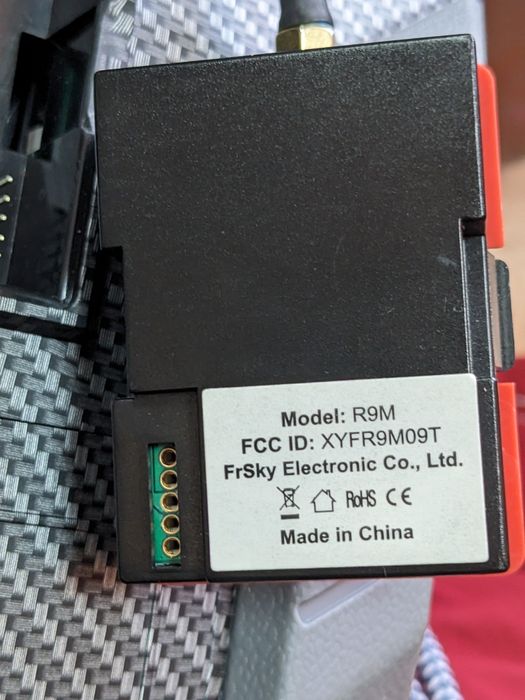 Model: R9M
FCC ID: XYFR9M09T
FrSky Electronic Co., Ltd.
RoHS CE
Made in China